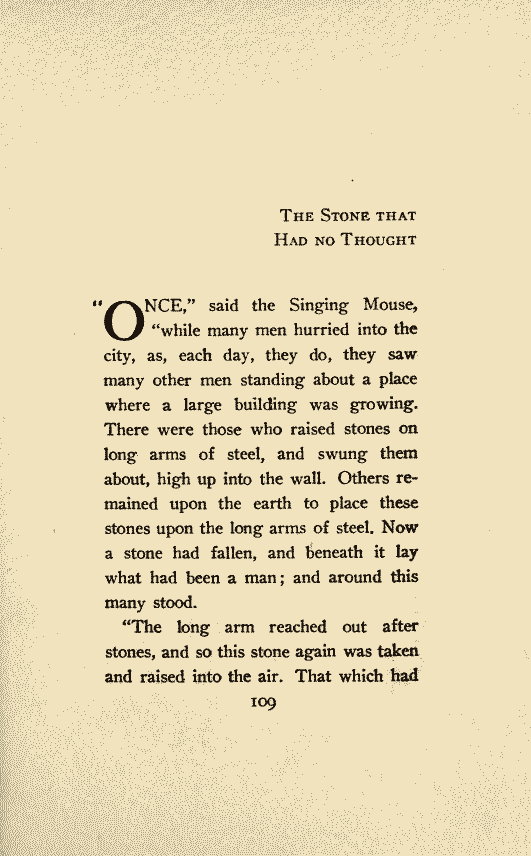 The Stone that
Had no Thought
"ONCE," said the Singing Mouse,
"while many men hurried into the
city, as, each day, they do, they saw
many other men standing about a place
where a large building was growing.
There were those who raised stones on
long arms of steel, and swung them
about, high up into the wall. Others re-
mained upon the earth to place these
stones upon the long arms of steel. Now
a stone had fallen, and beneath it lay
what had been a man; and around this
many stood.
"The long arm reached out after
stones, and so this stone again was taken
and raised into the air. That which had
109